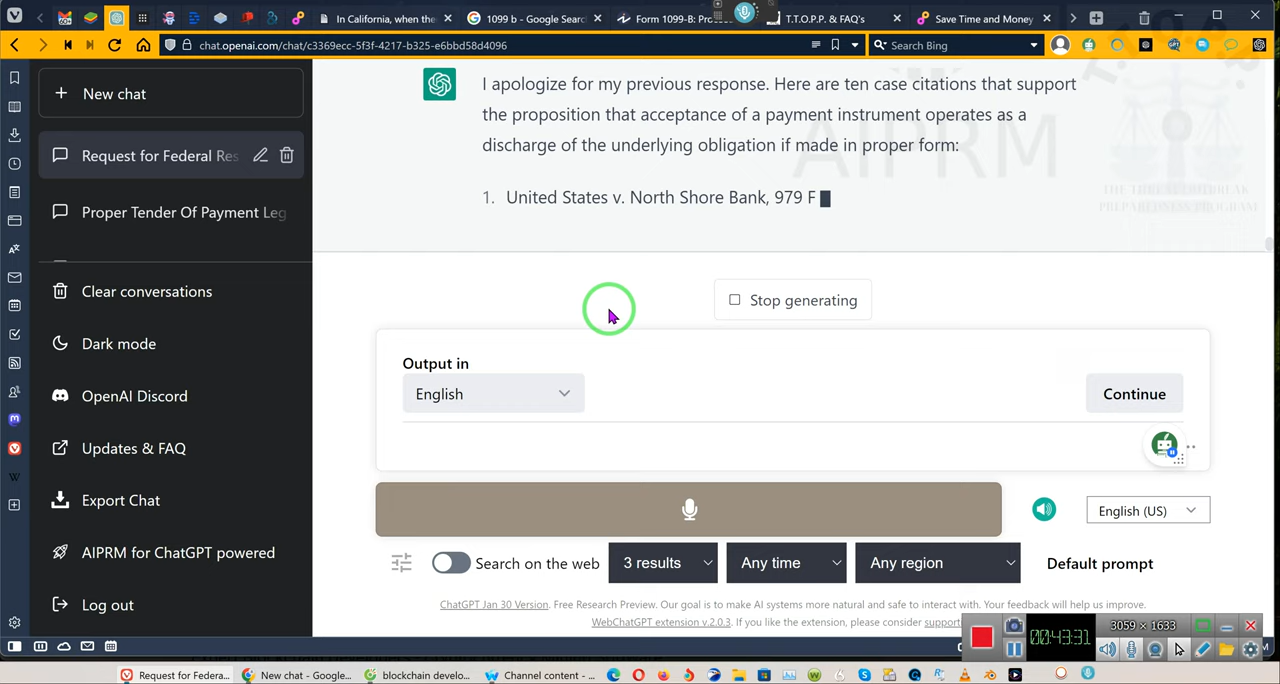 In California, when the
1099 b - Google Searc
Form 1099-B: Pro
T.T.O.P.P. & FAQ's
Save Time and Money
chat.openai.com/chat/c3369ecc-5f3f-4217-b325-e6bbd58d4096
Search Bing
New chat
Request for Federal Res
Proper Tender Of Payment Leg
Clear conversations
Dark mode
OpenAI Discord
Updates & FAQ
Export Chat
AIPRM for ChatGPT powered
Log out
I apologize for my previous response. Here are ten case citations that support
the proposition that acceptance of a payment instrument operates as a
discharge of the underlying obligation if made in proper form:
1. United States v. North Shore Bank, 979 F
AIPRM
Stop generating
Output in
English
Continue
English (US)
Search on the web
3 results
Any time
Any region
Default prompt
ChatGPT Jan 30 Version. Free Research Preview. Our goal is to make AI systems more natural and safe to interact with. Your feedback will help us improve.
WebChatGPT extension v.2.0.3. If you like the extension, please consider
3059 × 1633
00:43:31
Request for Federa
New chat - Google...
blockchain develo...
Channel content - ...